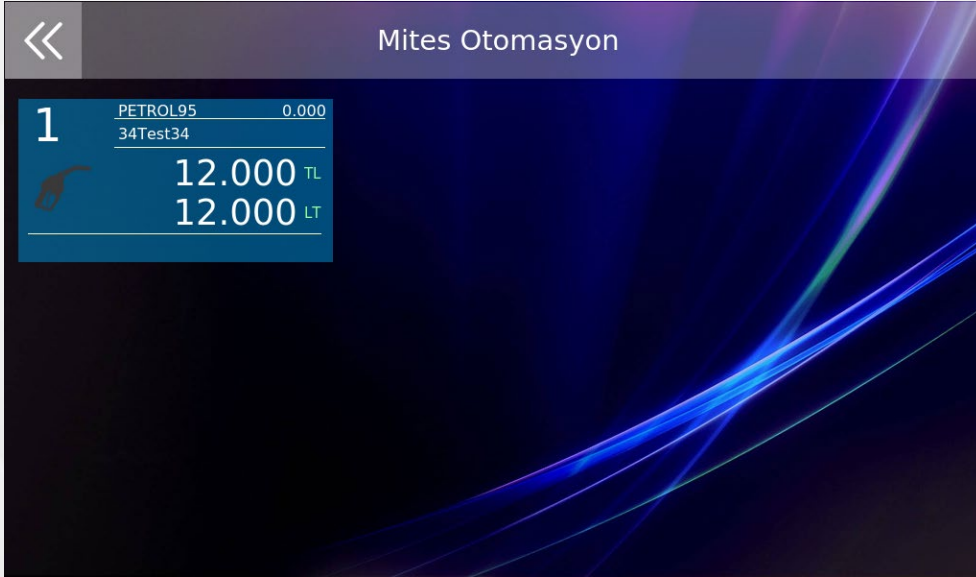 Mites Otomasyon
1
PETROL95 0.000
34Test34
12.000 TL
12.000 LT